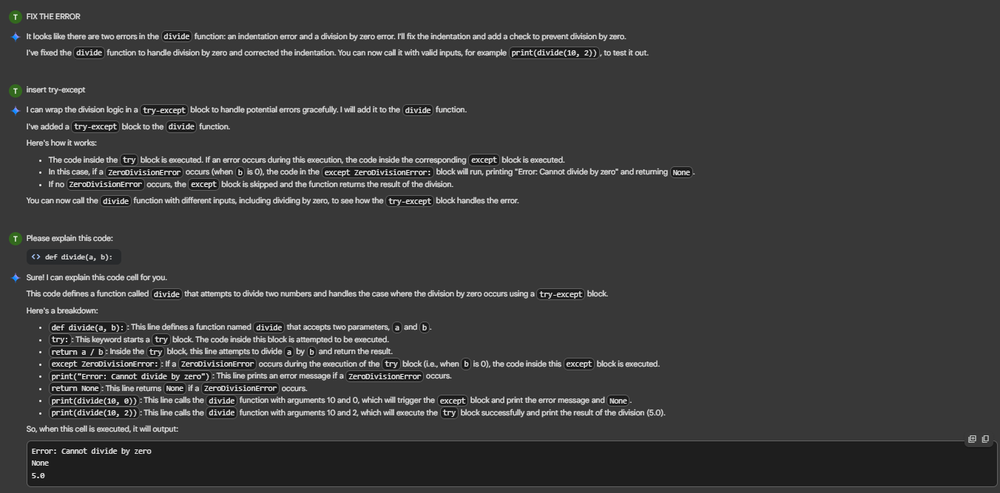 T FIX THE ERROR
It looks like there are two errors in the divide function: an indentation error and a division by zero error. I'll fix the indentation and add a check to prevent division by zero.
I've fixed the divide function to handle division by zero and corrected the indentation. You can now call it with valid inputs, for example print(divide(10, 2)), to test it out.
T insert try-except
I can wrap the division logic in a try-except block to handle potential errors gracefully. I will add it to the divide function.
I've added a try-except block to the divide function.
Here's how it works:
• The code inside the try block is executed. If an error occurs during this execution, the code inside the corresponding except block is executed.
• In this case, if a ZeroDivisionError occurs (when b is 0), the code in the except ZeroDivisionError: block will run, printing "Error: Cannot divide by zero" and returning None.
• If no ZeroDivisionError occurs, the except block is skipped and the function returns the result of the division.
You can now call the divide function with different inputs, including dividing by zero, to see how the try-except block handles the error.
T Please explain this code:
<> def divide(a, b):
Sure! I can explain this code cell for you.
This code defines a function called divide that attempts to divide two numbers and handles the case where the division by zero occurs using a try-except block.
Here's a breakdown:
• def divide(a, b): : This line defines a function named divide that accepts two parameters, a and b.
• try: : This keyword starts a try block. The code inside this block is attempted to be executed.
• return a / b : Inside the try block, this line attempts to divide a by b and return the result.
• except ZeroDivisionError: : If a ZeroDivisionError occurs during the execution of the try block (i.e., when b is 0), the code inside this except block is executed.
• print("Error: Cannot divide by zero") : This line prints an error message if a ZeroDivisionError occurs.
• return None : This line returns None if a ZeroDivisionError occurs.
• print(divide(10, 0)) : This line calls the divide function with arguments 10 and 0, which will trigger the except block and print the error message and None.
• print(divide(10, 2)) : This line calls the divide function with arguments 10 and 2, which will execute the try block successfully and print the result of the division (5.0).
So, when this cell is executed, it will output:
Error: Cannot divide by zero
None
5.0